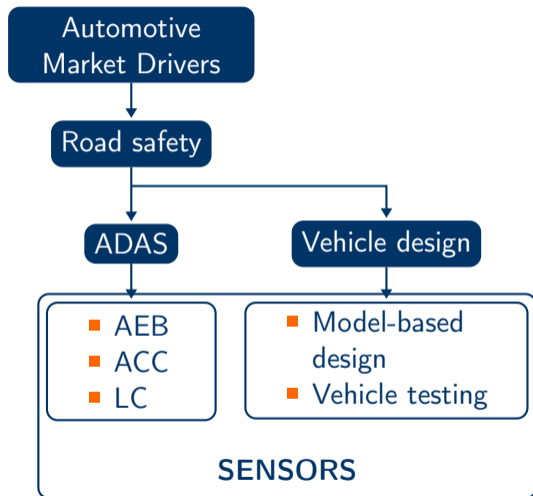 Automotive
Market Drivers
Road safety
ADAS
Vehicle design
AEB
ACC
LC
Model-based
design
Vehicle testing
SENSORS